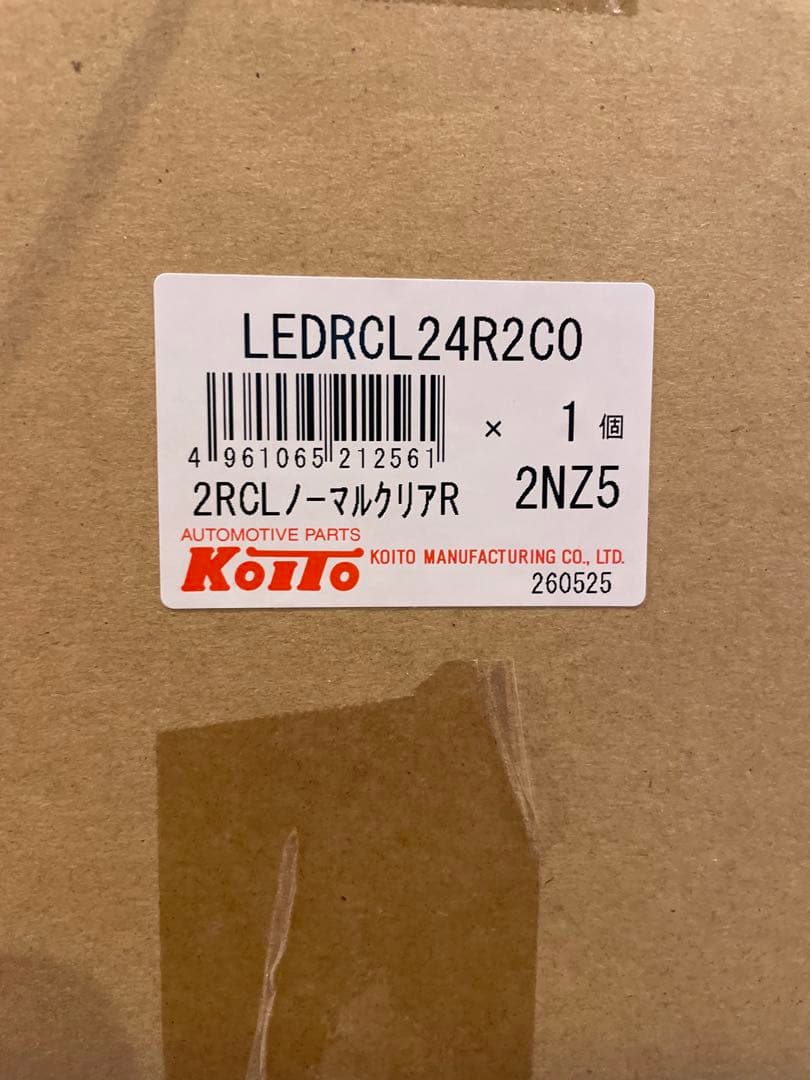 LEDRCL24R2C0
× 1 個
4 961065 212561
2RCLノーマルクリアR 2NZ5
AUTOMOTIVE PARTS
KOITO KOITO MANUFACTURING CO., LTD.
260525